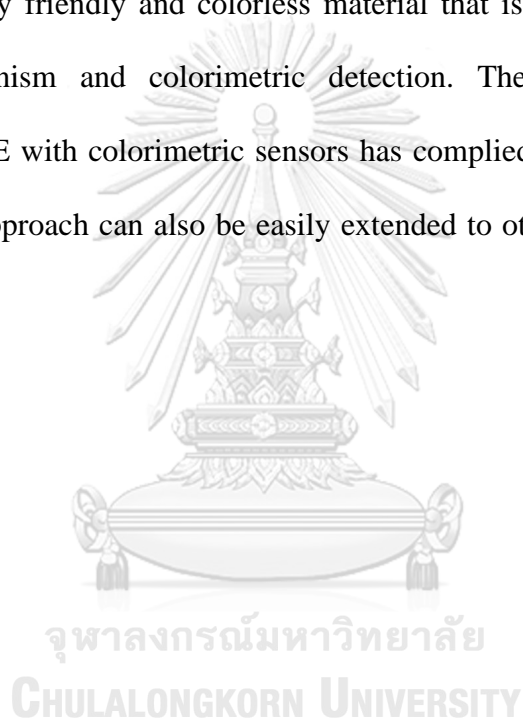 y friendly and colorless material that is
nism and colorimetric detection. The
E with colorimetric sensors has complied
pproach can also be easily extended to ot
จุฬาลงกรณ์มหาวิทยาลัย
CHULALONGKORN UNIVERSITY